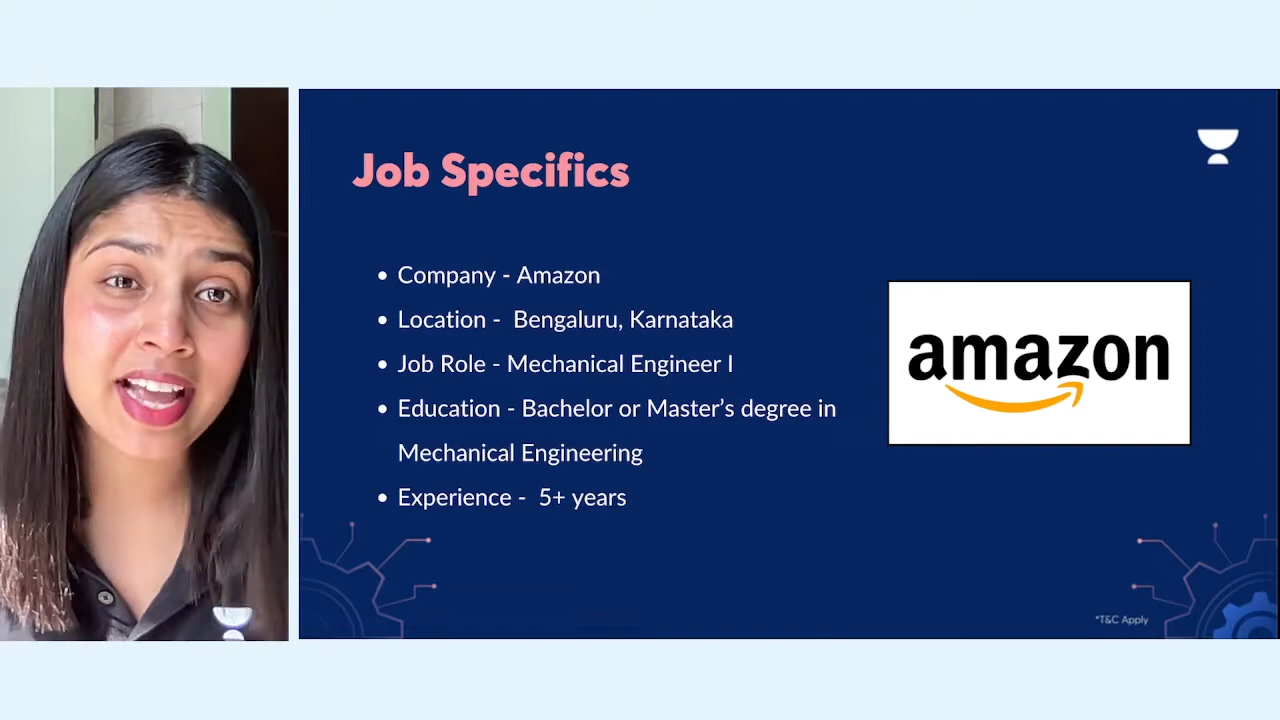 Job Specifics
• Company - Amazon
• Location - Bengaluru, Karnataka
• Job Role - Mechanical Engineer I
• Education - Bachelor or Master’s degree in
Mechanical Engineering
• Experience - 5+ years
amazon
*T&C Apply